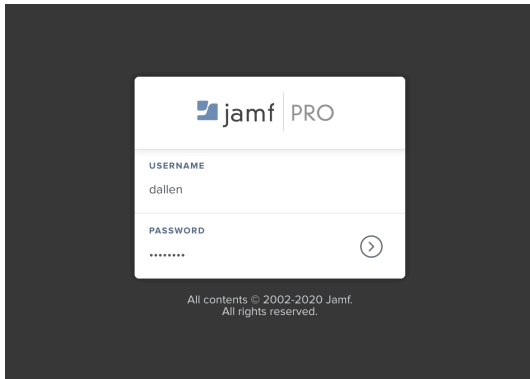 jamf PRO
USERNAME
dallen
PASSWORD
••••••••
All contents © 2002-2020 Jamf.
All rights reserved.